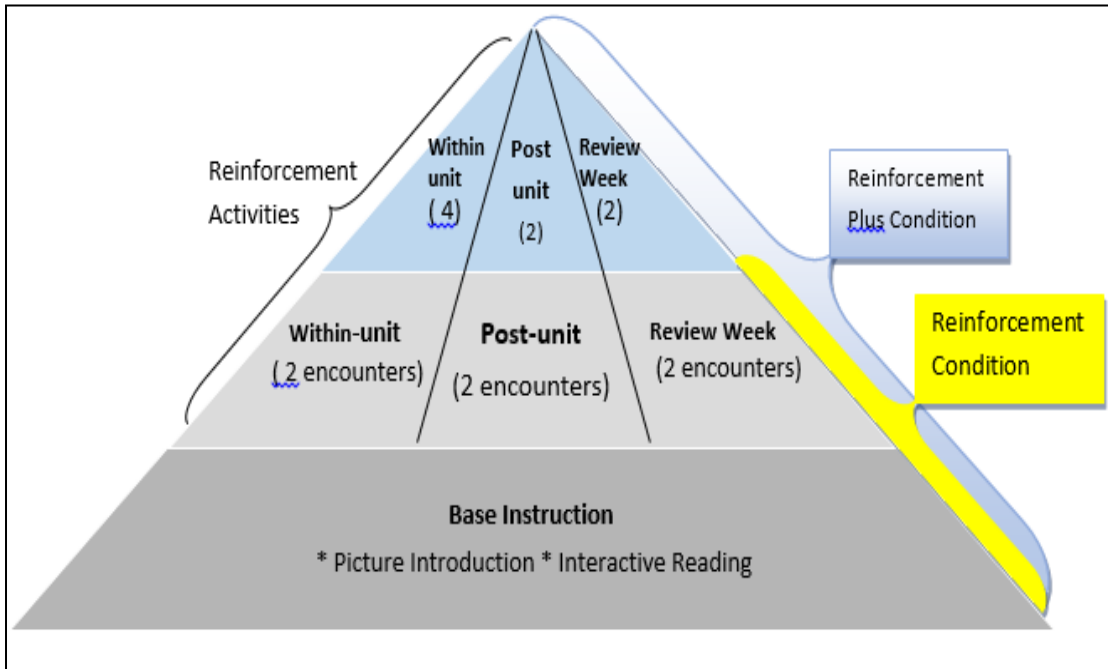 Reinforcement
Activities
Within
unit
( 4)
Post
unit
(2)
Review
Week
(2)
Reinforcement
Plus Condition
Within-unit
( 2 encounters)
Post-unit
(2 encounters)
Review Week
(2 encounters)
Reinforcement
Condition
Base Instruction
* Picture Introduction * Interactive Reading